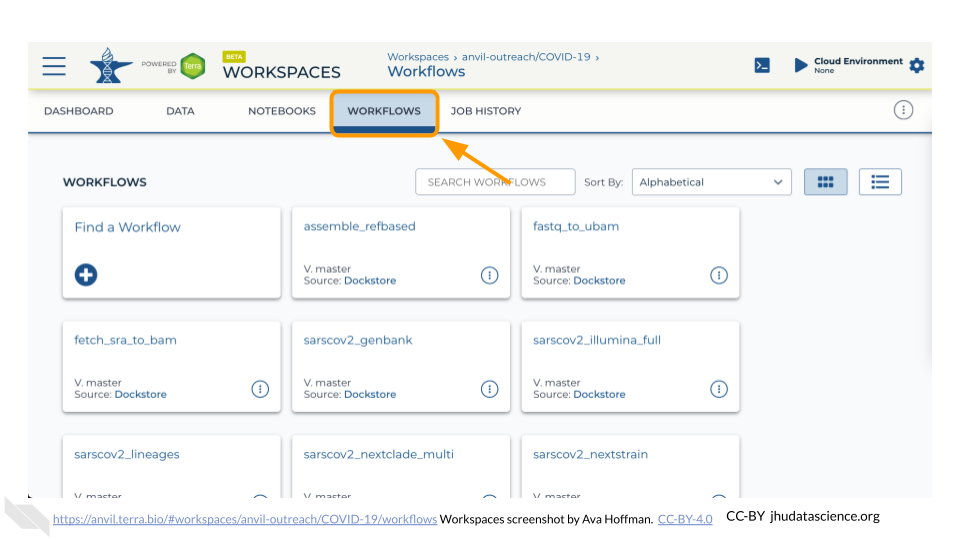 POWERED BY Terra
BETA
WORKSPACES
Workspaces › anvil-outreach/COVID-19 ›
Workflows
Cloud Environment
None
DASHBOARD DATA NOTEBOOKS WORKFLOWS JOB HISTORY
WORKFLOWS
SEARCH WORKFLOWS
Sort By: Alphabetical
Find a Workflow
assemble_refbased
V. master
Source: Dockstore
fastq_to_ubam
V. master
Source: Dockstore
fetch_sra_to_bam
V. master
Source: Dockstore
sarscov2_genbank
V. master
Source: Dockstore
sarscov2_illumina_full
V. master
Source: Dockstore
sarscov2_lineages
V. master
sarscov2_nextclade_multi
V. master
sarscov2_nextstrain
V. master
https://anvil.terra.bio/#workspaces/anvil-outreach/COVID-19/workflows Workspaces screenshot by Ava Hoffman. CC-BY-4.0
CC-BY jhudatascience.org